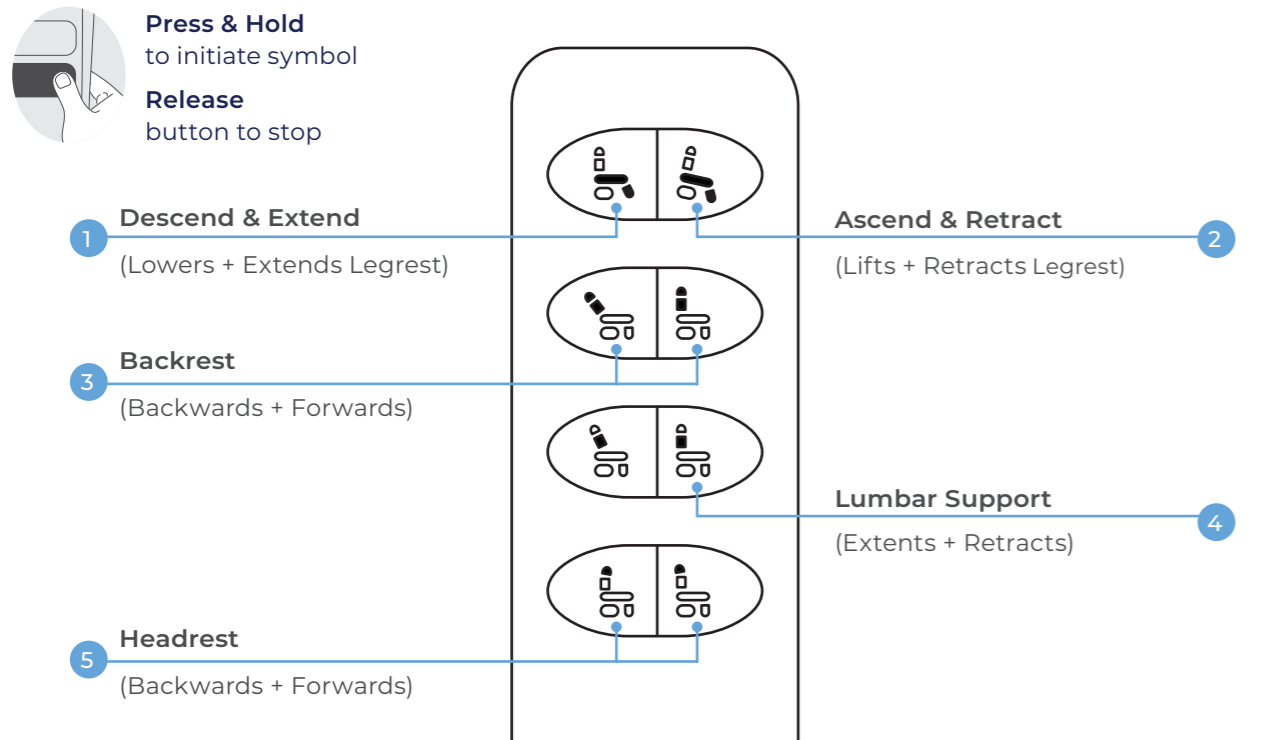 Press & Hold
to initiate symbol
Release
button to stop
1
Descend & Extend
(Lowers + Extends Legrest)
Ascend & Retract
2
(Lifts + Retracts Legrest)
Backrest
3
(Backwards + Forwards)
Lumbar Support
4
(Extents + Retracts)
Headrest
5
(Backwards + Forwards)